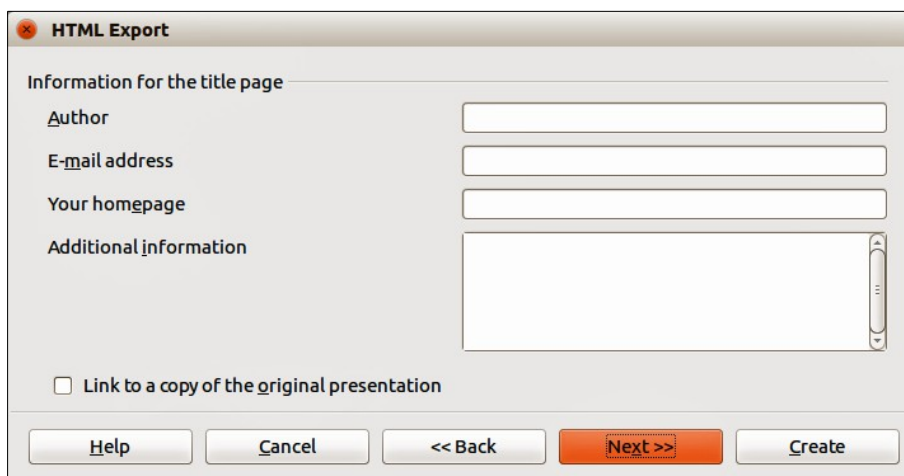 HTML Export
Information for the title page
Author
E-mail address
Your homepage
Additional information
Link to a copy of the original presentation
Help Cancel << Back Next >> Create